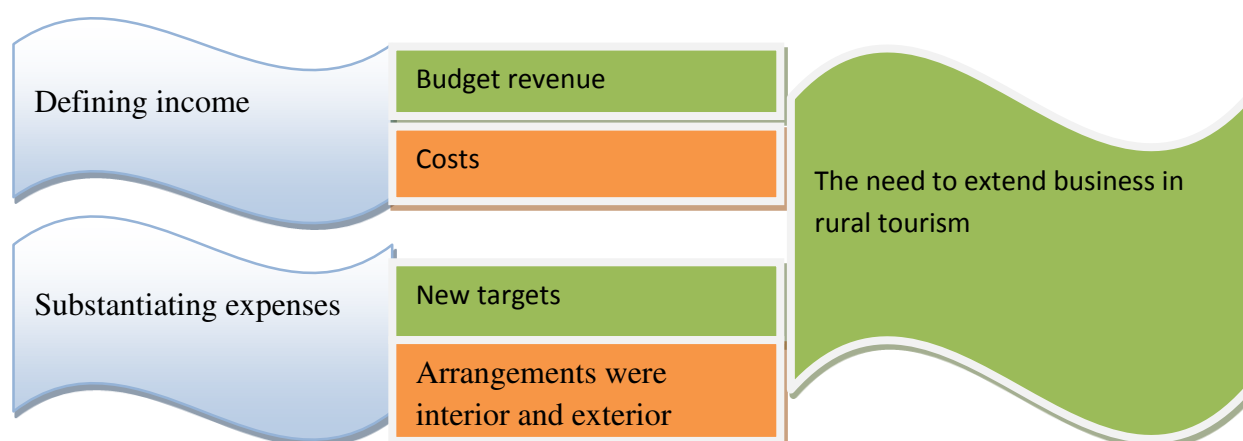 Defining income
Budget revenue
Costs
Substantiating expenses
New targets
Arrangements were
interior and exterior
The need to extend business in
rural tourism